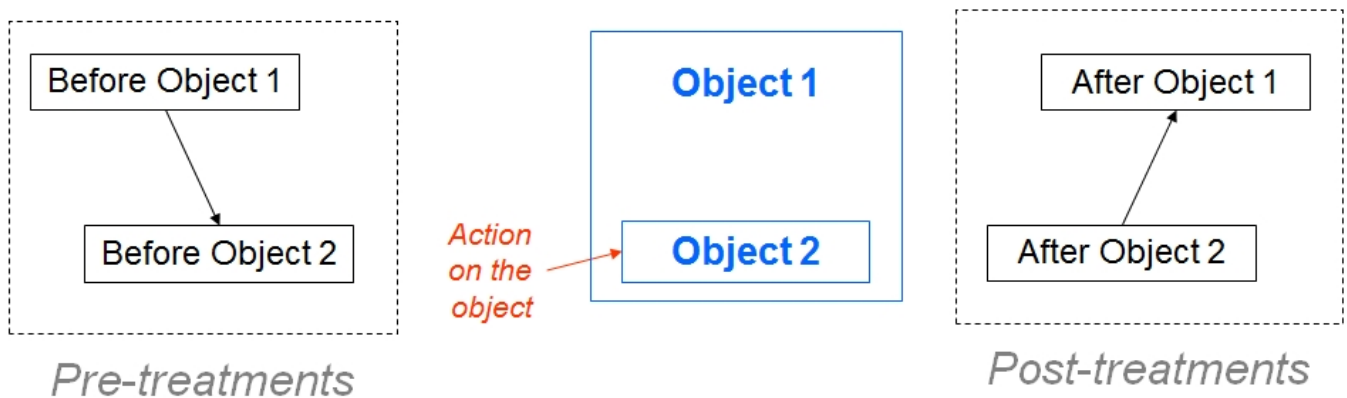 Before Object 1
Before Object 2
Pre-treatments
Object 1
Action
on the
object
Object 2
After Object 1
After Object 2
Post-treatments